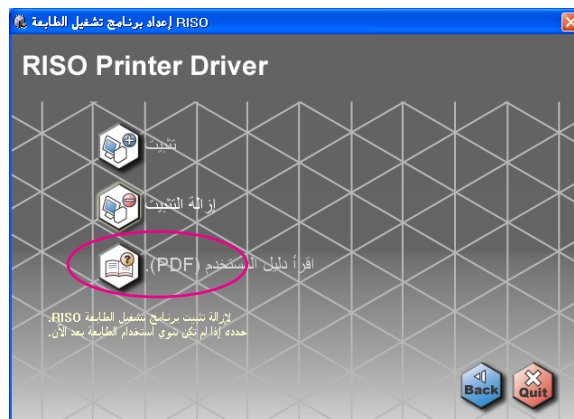 إعداد برنامج تشغيل الطابعة RISO
RISO Printer Driver
تثبيت
إزالة التثبيت
اقرأ دليل المستخدم (PDF).
لإزالة تثبيت برنامج تشغيل الطابعة RISO.
حدده إذا لم تكن تنوي استخدام الطابعة بعد الآن.
Back
Quit